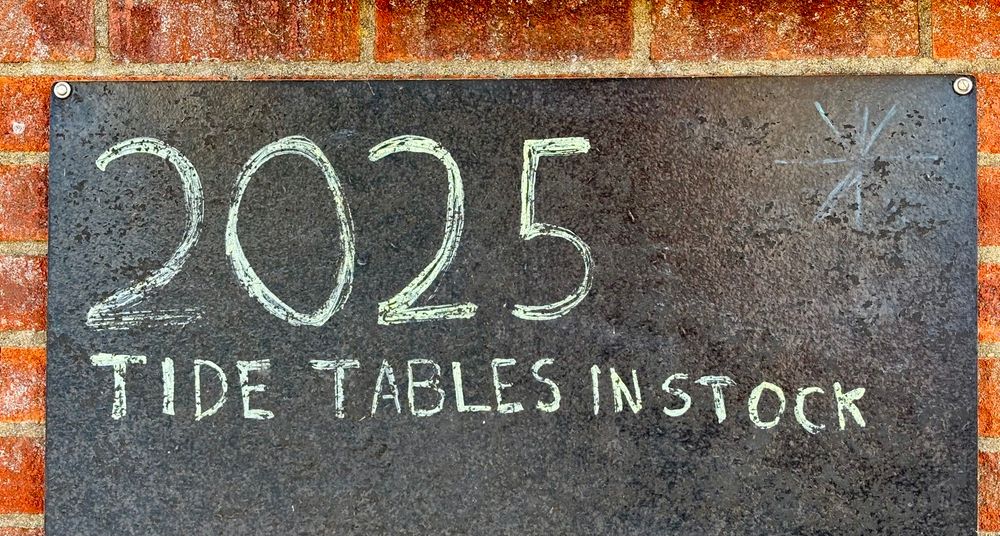 2025
TIDE TABLES IN STOCK